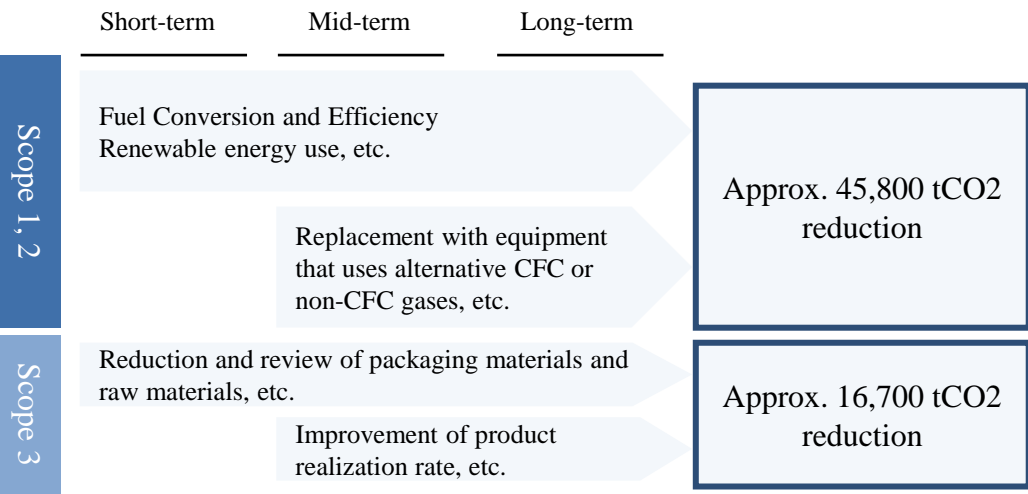 Short-term
Mid-term
Long-term
Scope 1, 2
Fuel Conversion and Efficiency
Renewable energy use, etc.
Replacement with equipment
that uses alternative CFC or
non-CFC gases, etc.
Approx. 45,800 tCO2
reduction
Scope 3
Reduction and review of packaging materials and
raw materials, etc.
Improvement of product
realization rate, etc.
Approx. 16,700 tCO2
reduction